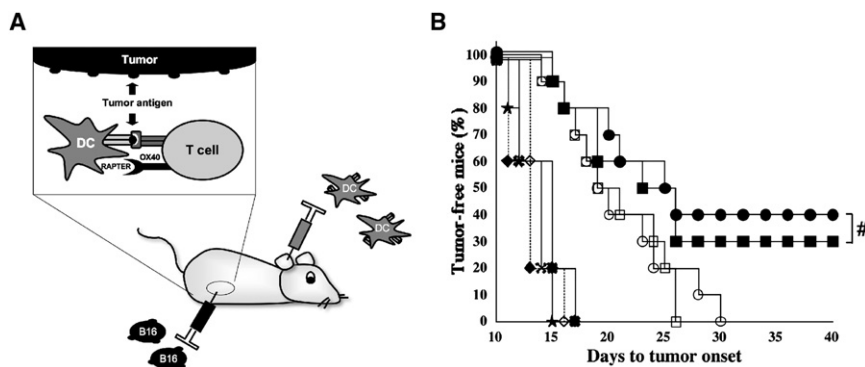 A
Tumor
Tumor antigen
DC
OX40
RAPTER
T cell
DC
DC
B16
B16
B
Tumor-free mice (%)
100
90
80
70
60
50
40
30
20
10
0
10
15
20
25
30
35
40
Days to tumor onset
#